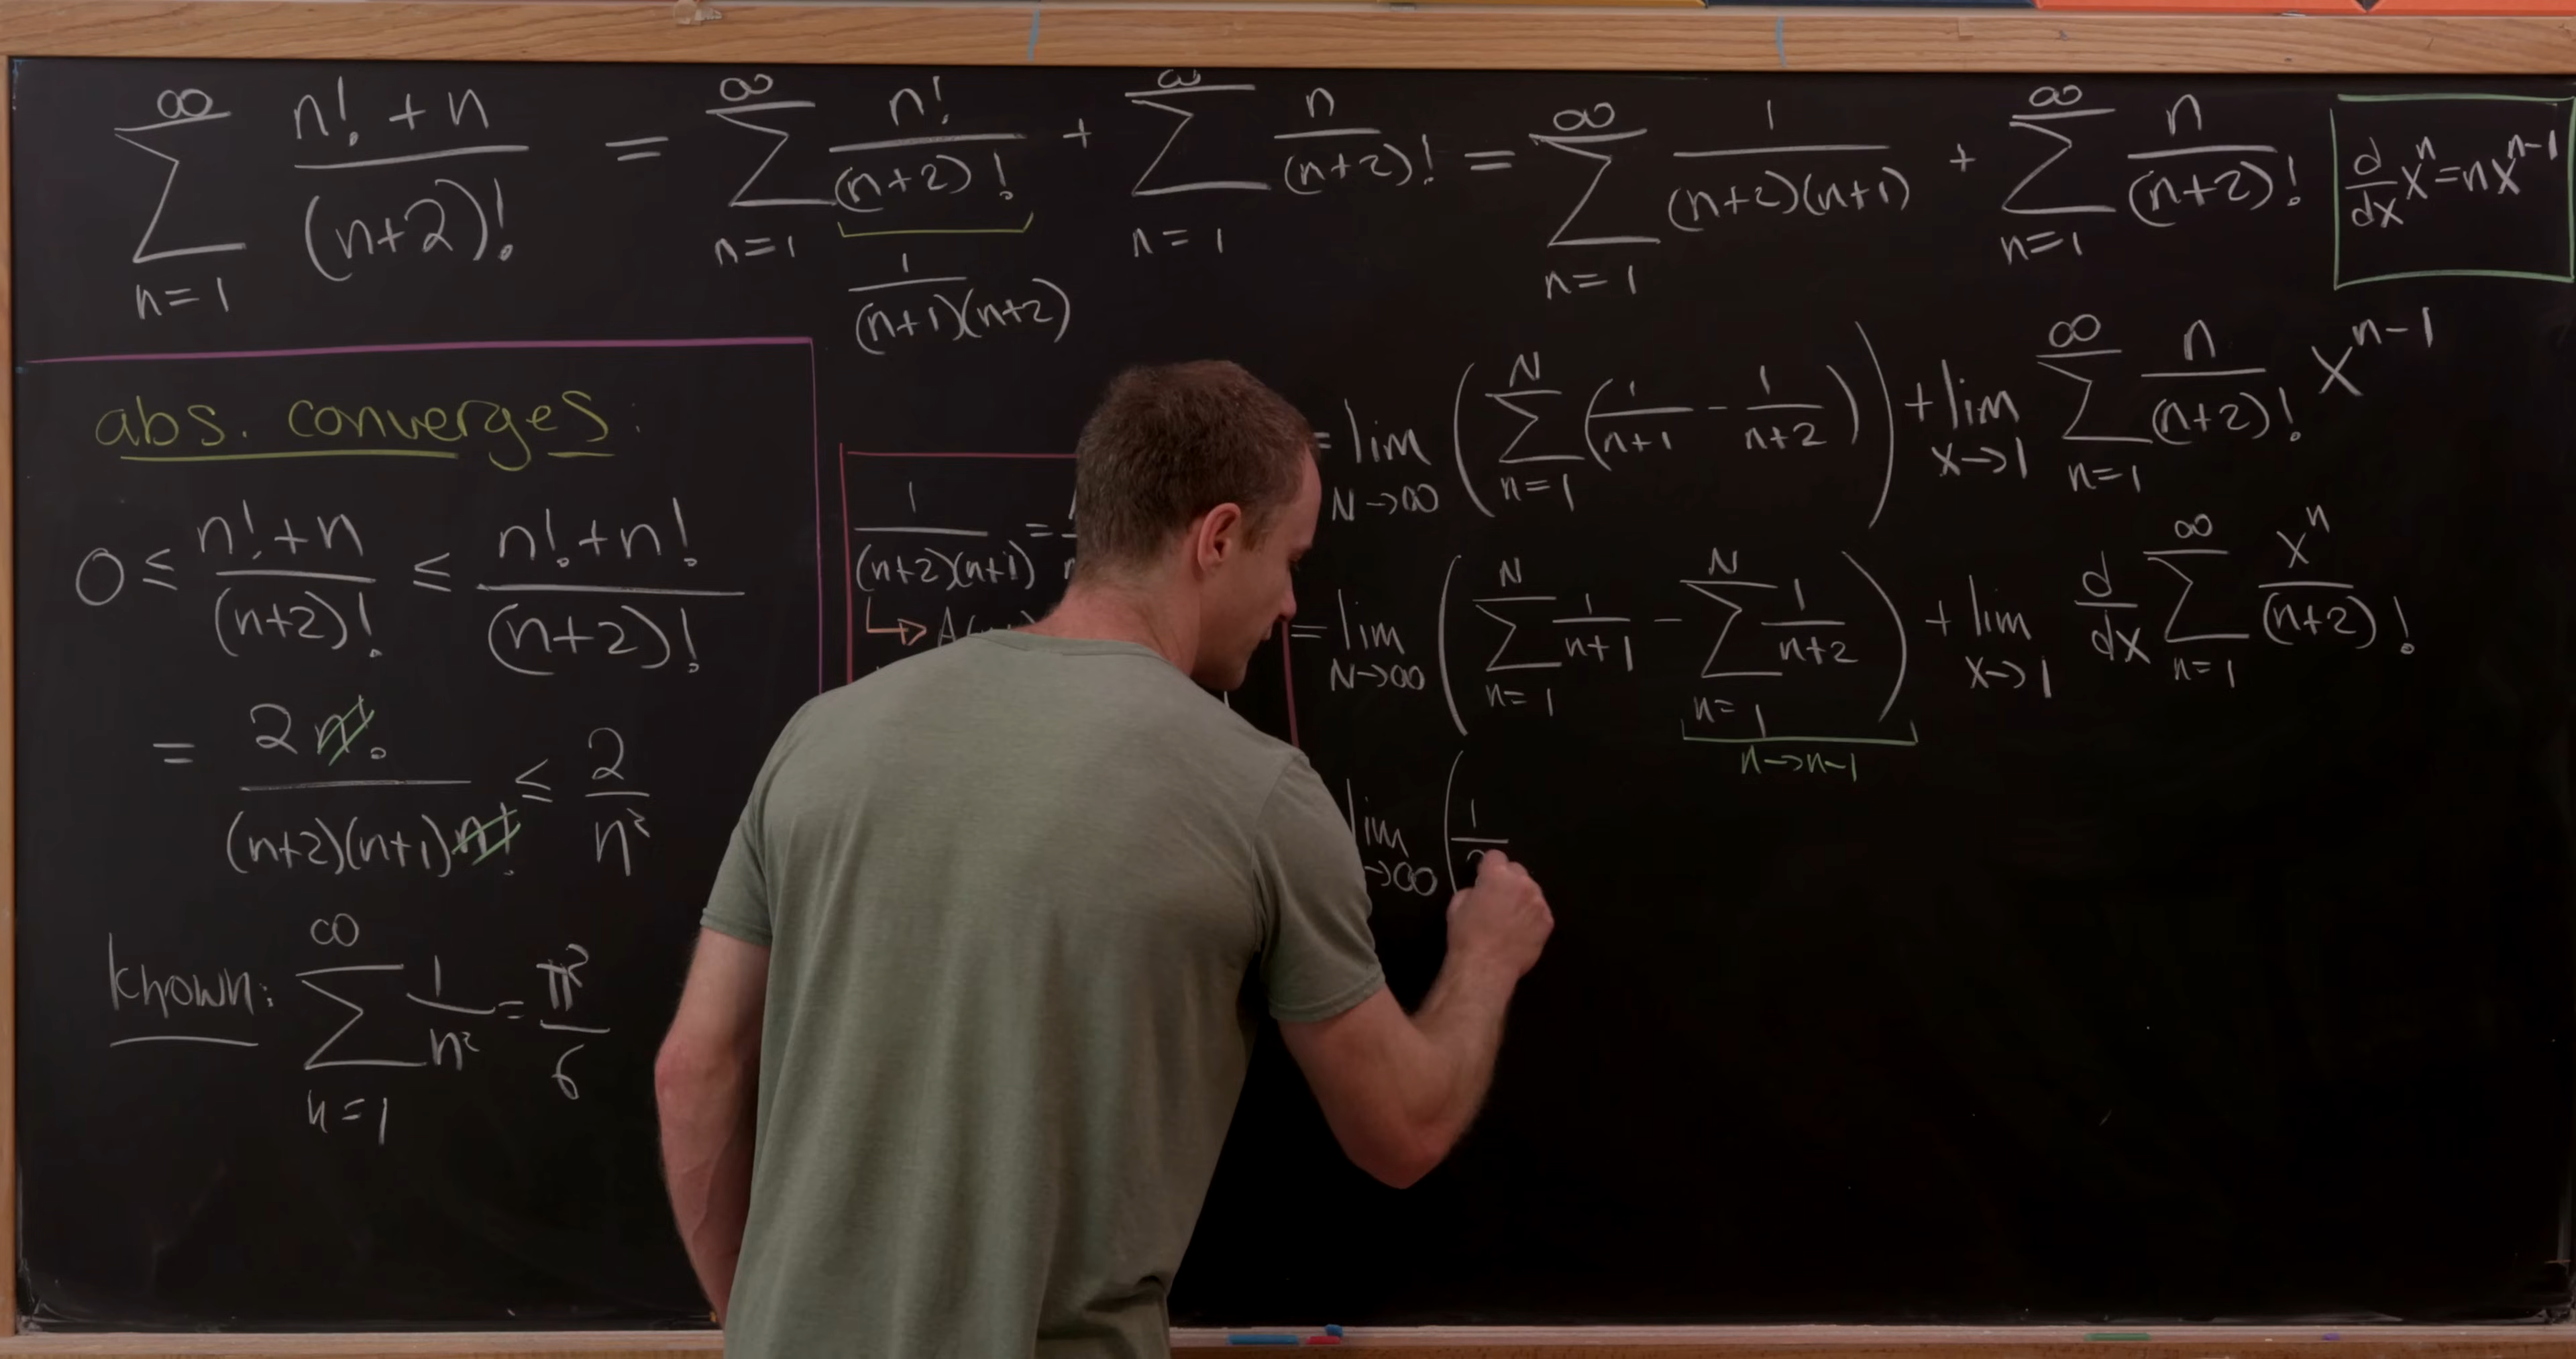 ∞∑n=1 (n! + n)/(n+2)! = ∞∑n=1 n!/(n+2)! + ∞∑n=1 n/(n+2)! = ∞∑n=1 1/((n+2)(n+1)) + ∞∑n=1 n/(n+2)!
1/((n+1)(n+2))
d/dx xⁿ = nxⁿ⁻¹
abs. converges:
0 ≤ (n! + n)/(n+2)! ≤ (n! + n!)/(n+2)!
= 2n!/((n+2)(n+1)n!) ≤ 2/n²
known: ∞∑n=1 1/n² = π²/6
1/((n+2)(n+1)) =
= lim N→∞ (N∑n=1 (1/(n+1) - 1/(n+2))) + lim x→1 ∞∑n=1 n/(n+2)! xⁿ⁻¹
= lim N→∞ (N∑n=1 1/(n+1) - N∑n=1 1/(n+2)) + lim x→1 d/dx ∞∑n=1 xⁿ/(n+2)!
n→n-1
lim →∞ (1/